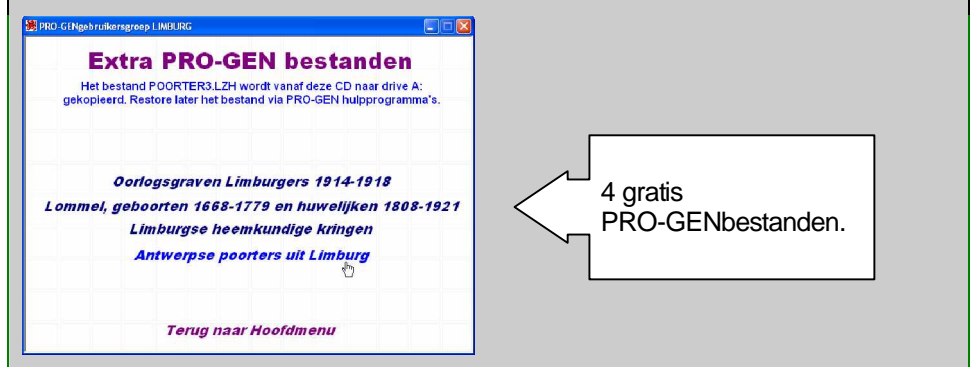 PRO-GENgebruikersgroep LIMBURG
Extra PRO-GEN bestanden
Het bestand POORTER3.LZH wordt vanaf deze CD naar drive A:
gekopieerd. Restore later het bestand via PRO-GEN hulpprogramma's.
Oorlogsgraven Limburgers 1914-1918
Lommel, geboorten 1668-1779 en huwelijken 1808-1921
Limburgse heemkundige kringen
Antwerpse poorters uit Limburg
Terug naar Hoofdmenu
4 gratis
PRO-GENbestanden.